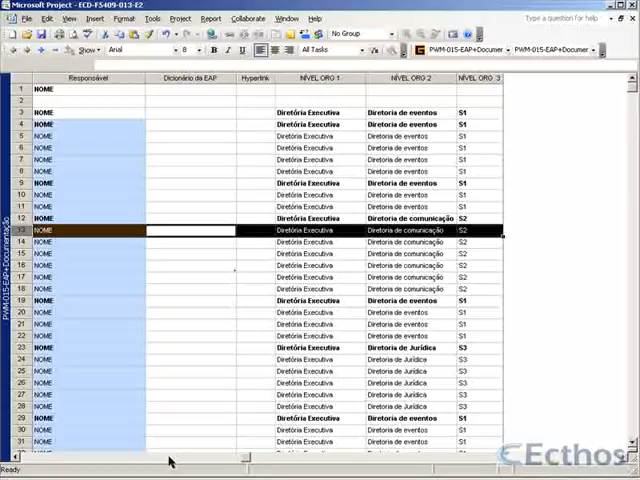 Microsoft Project - ECD-F5409-013-E2
File Edit View Insert Format Tools Project Report Collaborate Window Help Type a question for help
Show Arial 8 B I U All Tasks No Group PWM-015-EAP+Documen PWM-015-EAP+Documen
Responsável Dicionário da EAP Hyperlink NÍVEL ORG 1 NÍVEL ORG 2 NÍVEL ORG 3
1 NOME
2
3 Diretória Executiva Diretoria de eventos S1
4 NOME Diretória Executiva Diretoria de eventos S1
5 NOME Diretória Executiva Diretoria de eventos S1
6 NOME Diretória Executiva Diretoria de eventos S1
7 NOME Diretória Executiva Diretoria de eventos S1
8 NOME Diretória Executiva Diretoria de eventos S1
9 NOME Diretória Executiva Diretoria de eventos S1
10 NOME Diretória Executiva Diretoria de eventos S1
11 NOME Diretória Executiva Diretoria de eventos S1
12 NOME Diretória Executiva Diretoria de comunicação S2
13 NOME Diretória Executiva Diretoria de comunicação S2
14 NOME Diretória Executiva Diretoria de comunicação S2
15 NOME Diretória Executiva Diretoria de comunicação S2
16 NOME Diretória Executiva Diretoria de comunicação S2
17 NOME Diretória Executiva Diretoria de comunicação S2
18 NOME Diretória Executiva Diretoria de comunicação S2
19 NOME Diretória Executiva Diretoria de eventos S1
20 NOME Diretória Executiva Diretoria de eventos S1
21 NOME Diretória Executiva Diretoria de eventos S1
22 NOME Diretória Executiva Diretoria de eventos S1
23 NOME Diretória Executiva Diretoria de Jurídica S3
24 NOME Diretória Executiva Diretoria de Jurídica S3
25 NOME Diretória Executiva Diretoria de Jurídica S3
26 NOME Diretória Executiva Diretoria de Jurídica S3
27 NOME Diretória Executiva Diretoria de Jurídica S3
28 NOME Diretória Executiva Diretoria de Jurídica S3
29 NOME Diretória Executiva Diretoria de eventos S1
30 NOME Diretória Executiva Diretoria de eventos S1
31 NOME Diretória Executiva Diretoria de eventos S1
PWM-015-EAP+Documentação
Ecthos
Ready